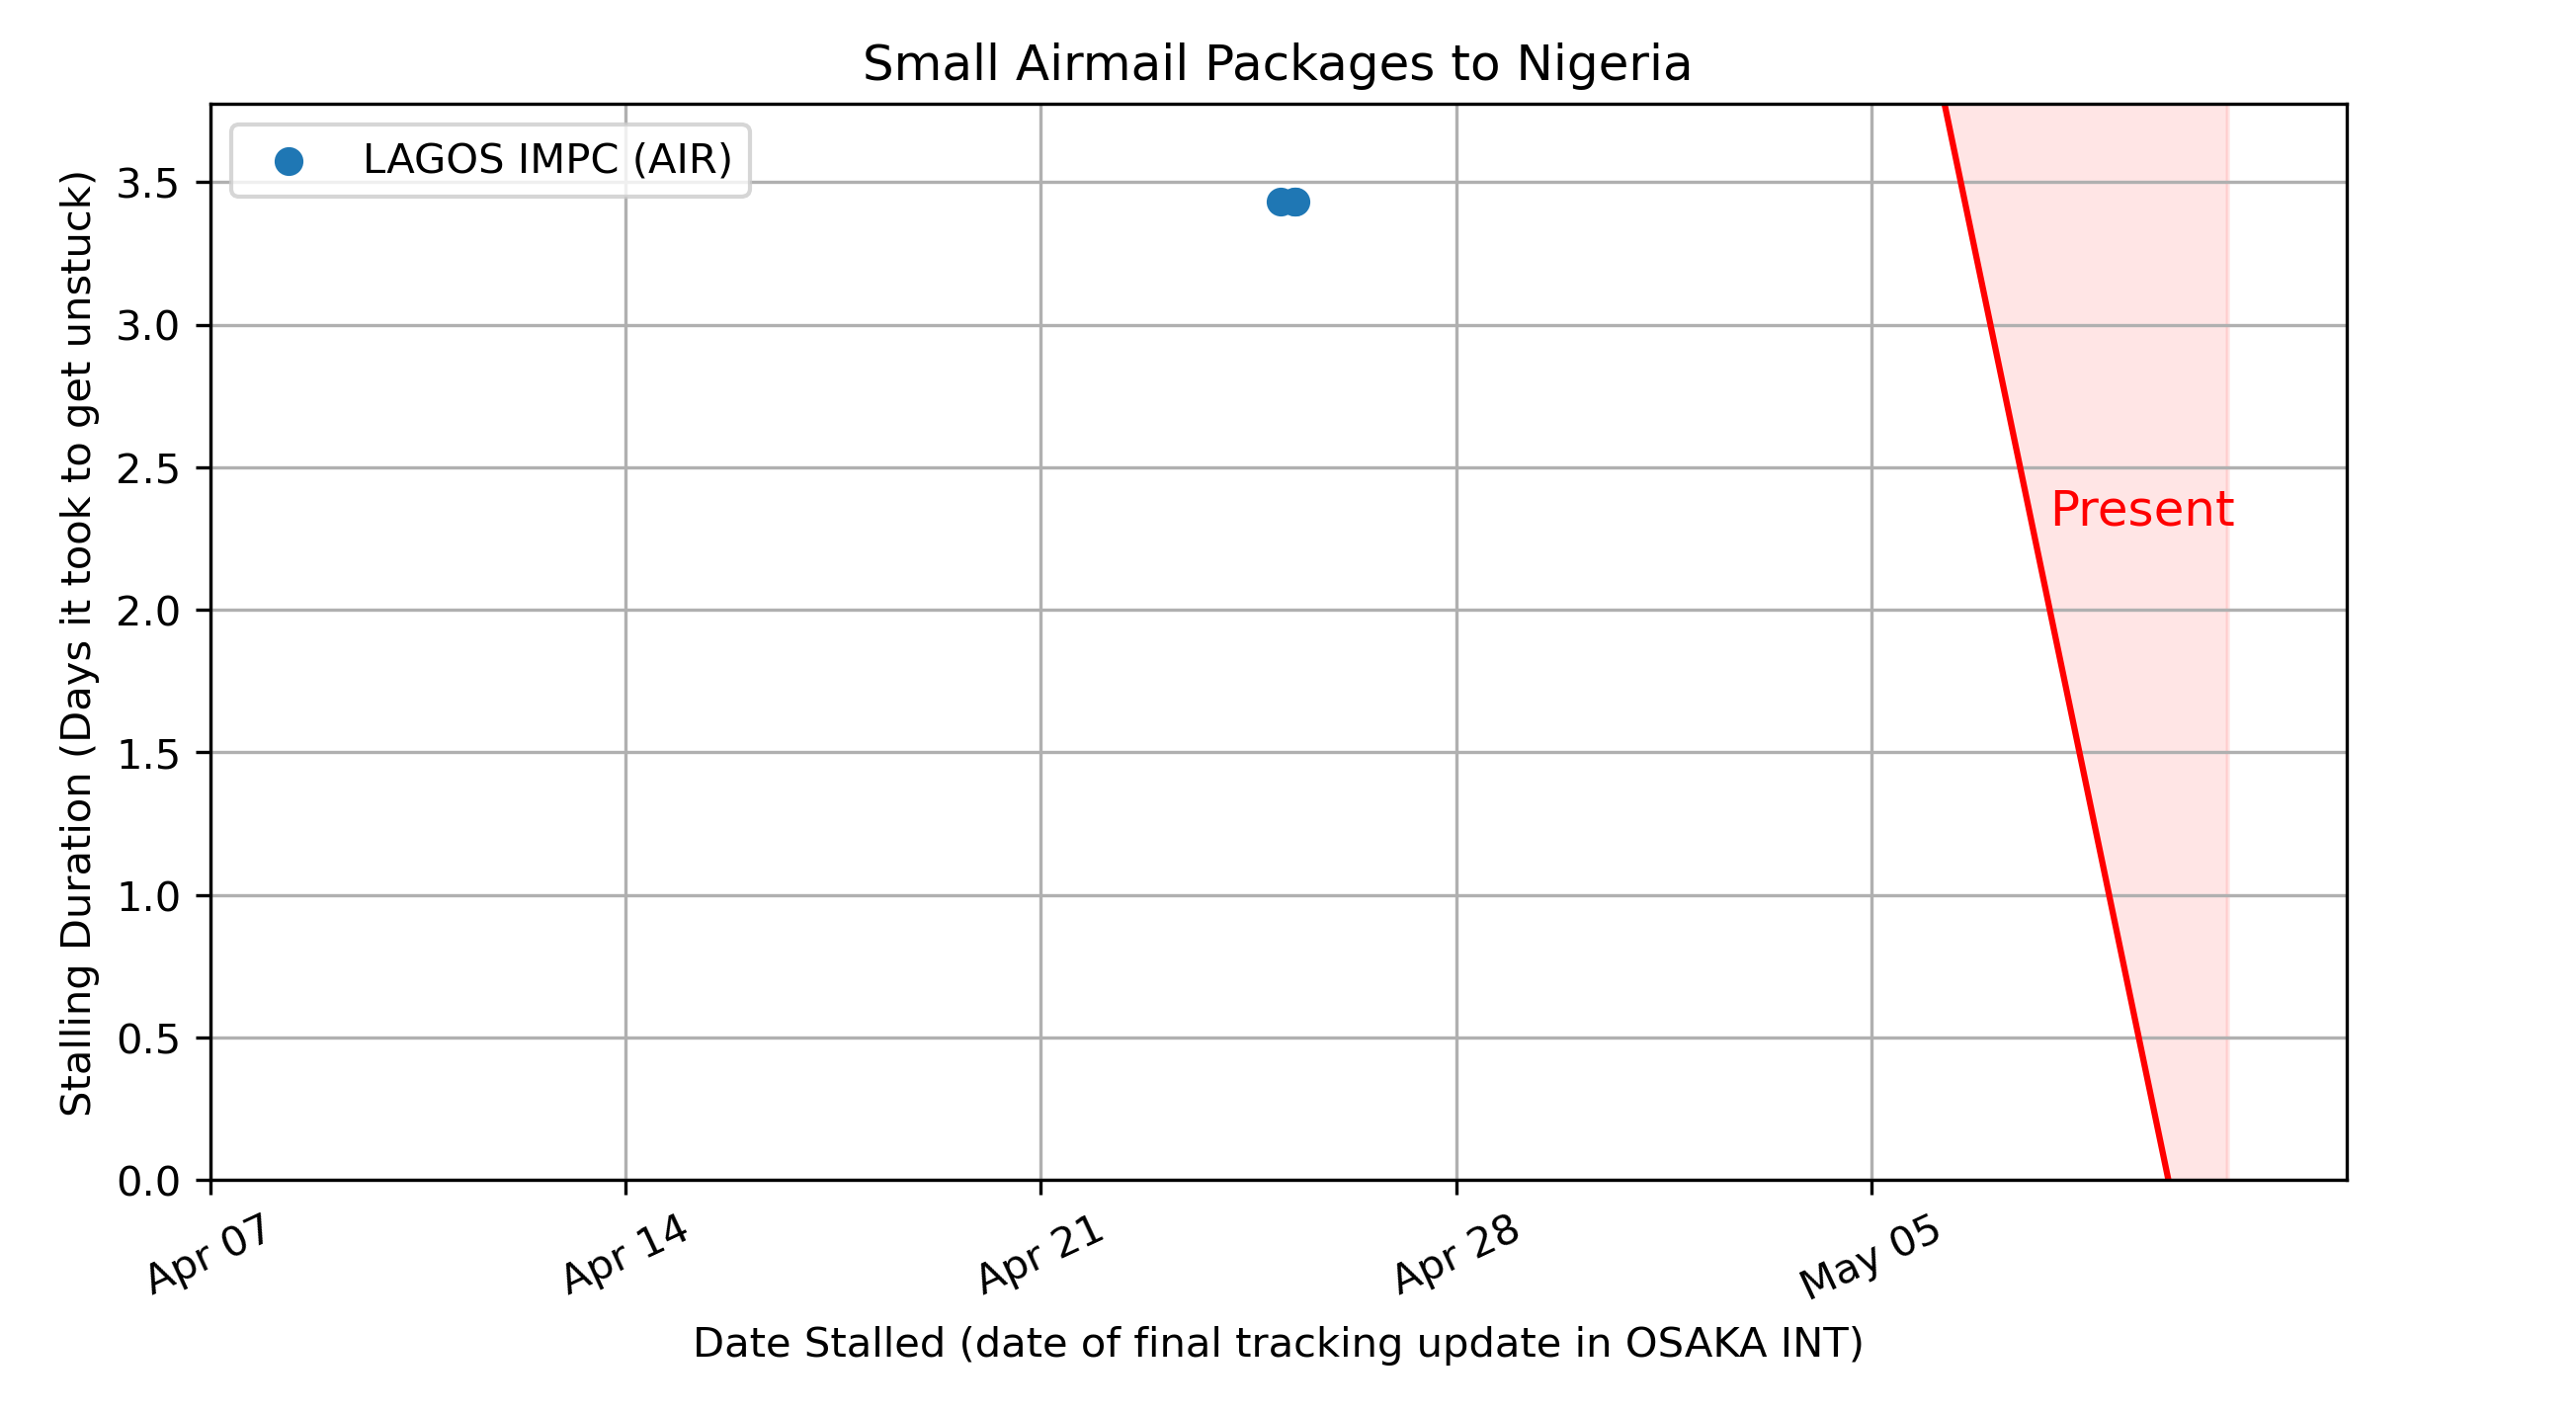 Small Airmail Packages to Nigeria
LAGOS IMPC (AIR)
Stalling Duration (Days it took to get unstuck)
3.5
3.0
2.5
2.0
1.5
1.0
0.5
0.0
Present
Apr 07
Apr 14
Apr 21
Apr 28
May 05
Date Stalled (date of final tracking update in OSAKA INT)